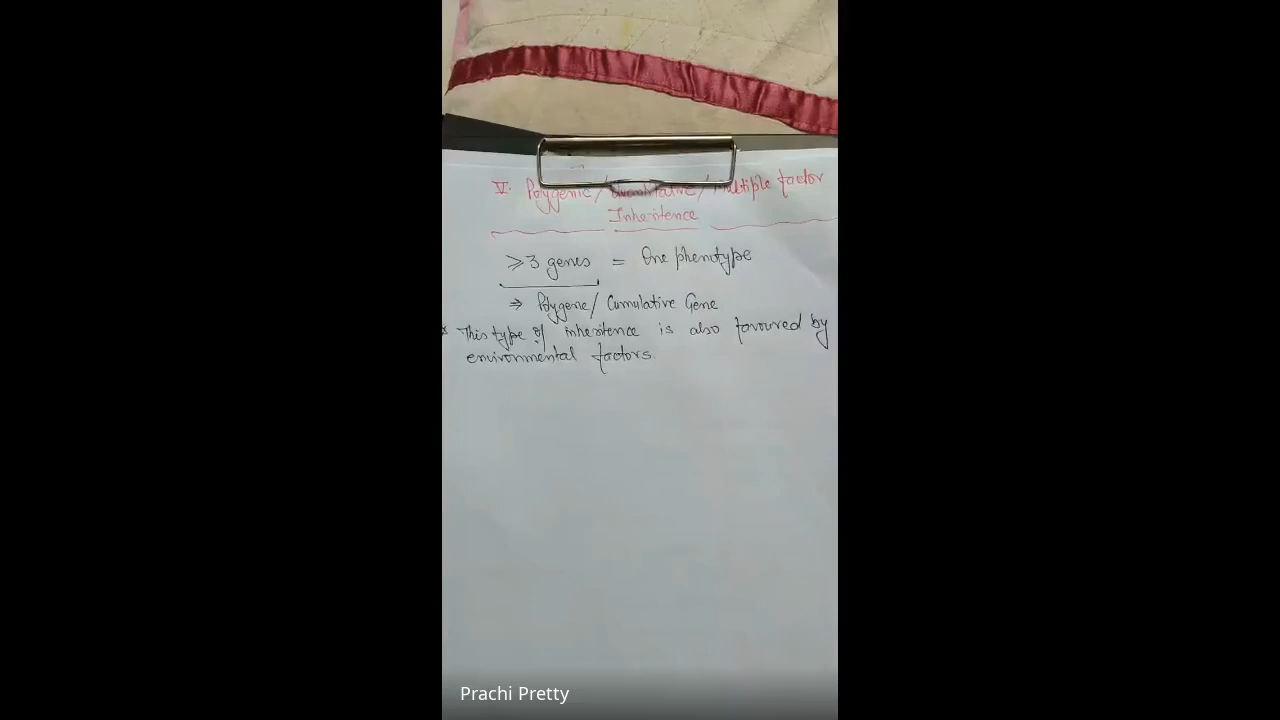 V. Polygenic/Quantitative/Multiple factor
Inheritence
⩾3 genes = One phenotype
⇒ Polygene/ Cumulative Gene
* This type of inheritence is also favoured by
environmental factors.
Prachi Pretty